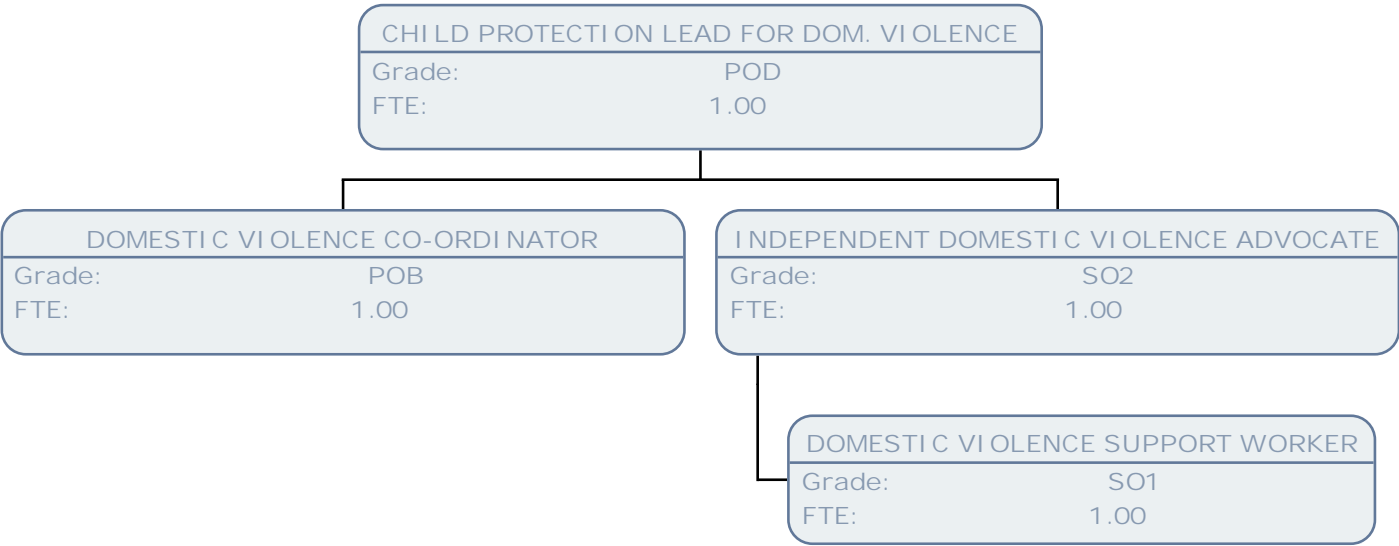 CHILD PROTECTION LEAD FOR DOM. VIOLENCE
Grade: POD
FTE: 1.00
DOMESTIC VIOLENCE CO-ORDINATOR
Grade: POB
FTE: 1.00
INDEPENDENT DOMESTIC VIOLENCE ADVOCATE
Grade: SO2
FTE: 1.00
DOMESTIC VIOLENCE SUPPORT WORKER
Grade: SO1
FTE: 1.00